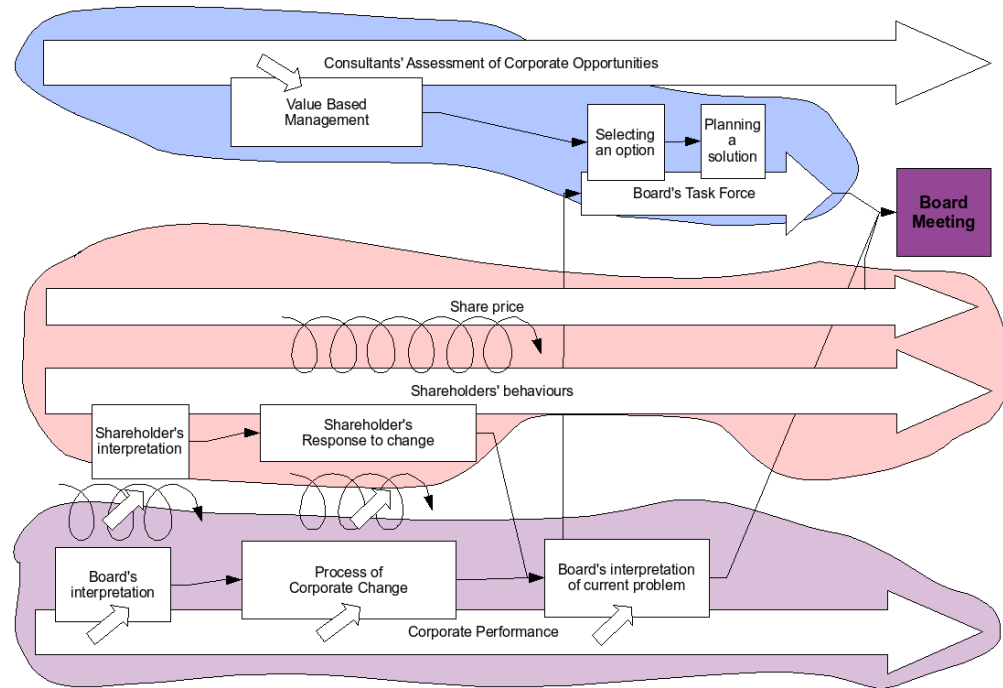 Consultants' Assessment of Corporate Opportunities
Value Based
Management
Selecting
an option
Planning
a
solution
Board's Task Force
Board
Meeting
Share price
Shareholders' behaviours
Shareholder's
interpretation
Shareholder's
Response to change
Board's
interpretation
Process of
Corporate Change
Board's interpretation
of current problem
Corporate Performance